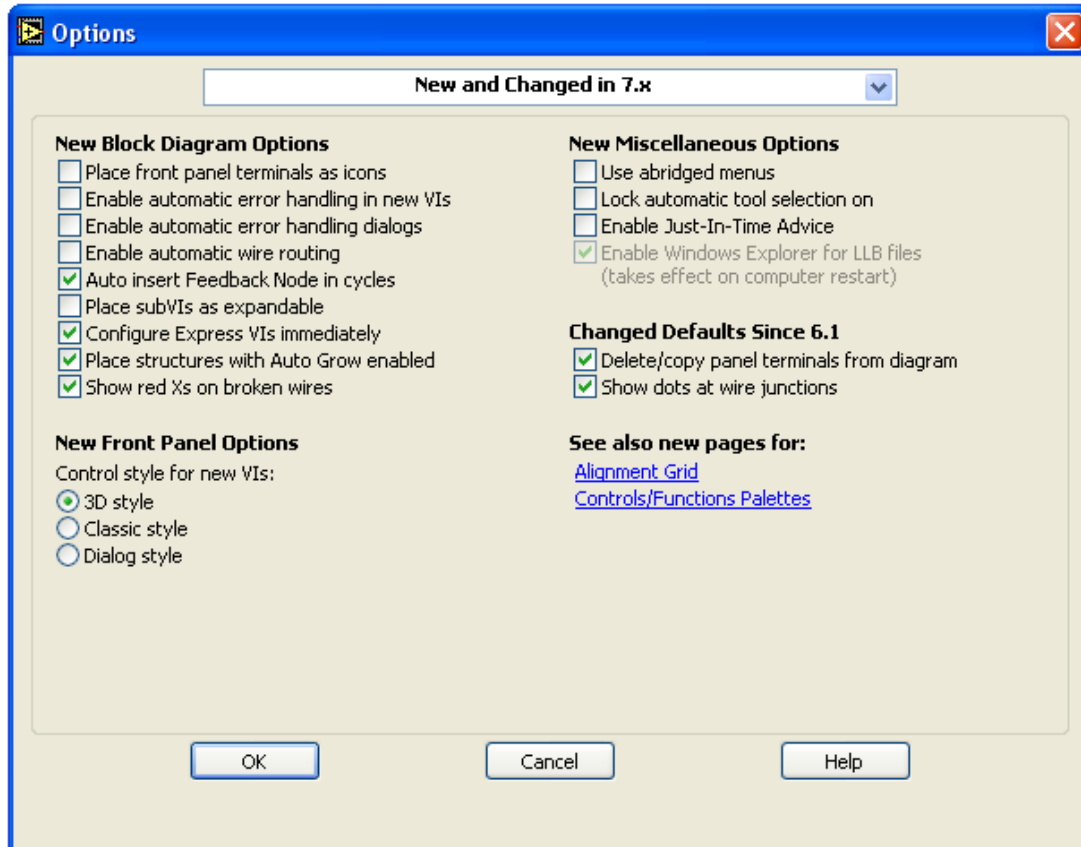 Options
New and Changed in 7.x
New Block Diagram Options
Place front panel terminals as icons
Enable automatic error handling in new VIs
Enable automatic error handling dialogs
Enable automatic wire routing
Auto insert Feedback Node in cycles
Place subVIs as expandable
Configure Express VIs immediately
Place structures with Auto Grow enabled
Show red Xs on broken wires
New Front Panel Options
Control style for new VIs:
3D style
Classic style
Dialog style
New Miscellaneous Options
Use abridged menus
Lock automatic tool selection on
Enable Just-In-Time Advice
Enable Windows Explorer for LLB files
(takes effect on computer restart)
Changed Defaults Since 6.1
Delete/copy panel terminals from diagram
Show dots at wire junctions
See also new pages for:
Alignment Grid
Controls/Functions Palettes
OK
Cancel
Help